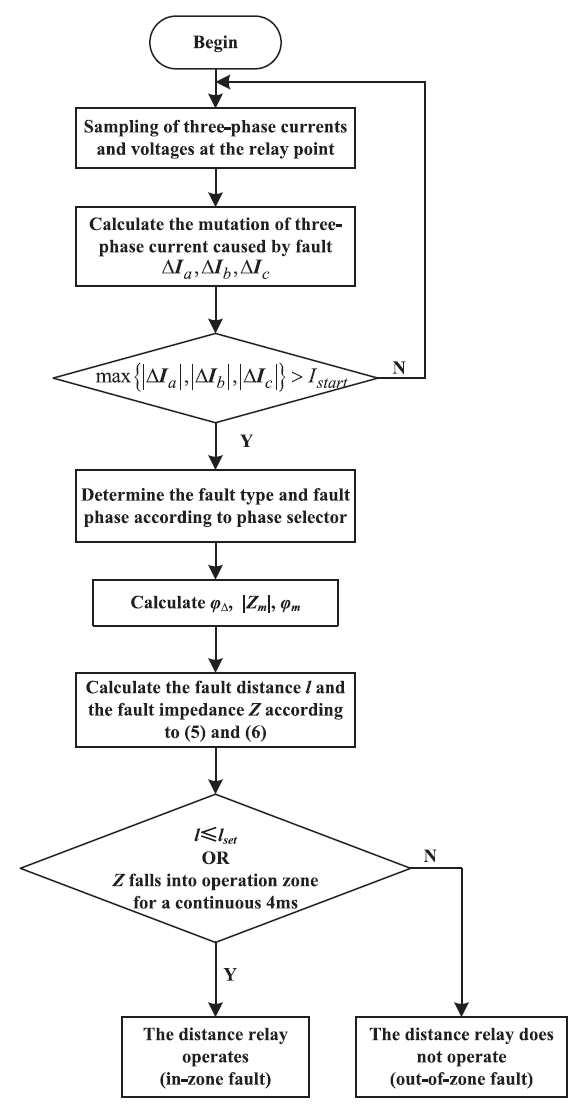 Begin
Sampling of three-phase currents
and voltages at the relay point
Calculate the mutation of three-
phase current caused by fault
ΔIₐ,ΔI_b,ΔI_c
max{|ΔIₐ|,|ΔI_b|,|ΔI_c|} > I_start
N
Y
Determine the fault type and fault
phase according to phase selector
Calculate φ_Δ, |Z_m|, φ_m
Calculate the fault distance l and
the fault impedance Z according
to (5) and (6)
l⩽l_set
OR
Z falls into operation zone
for a continuous 4ms
N
Y
The distance relay
operates
(in-zone fault)
The distance relay does
not operate
(out-of-zone fault)